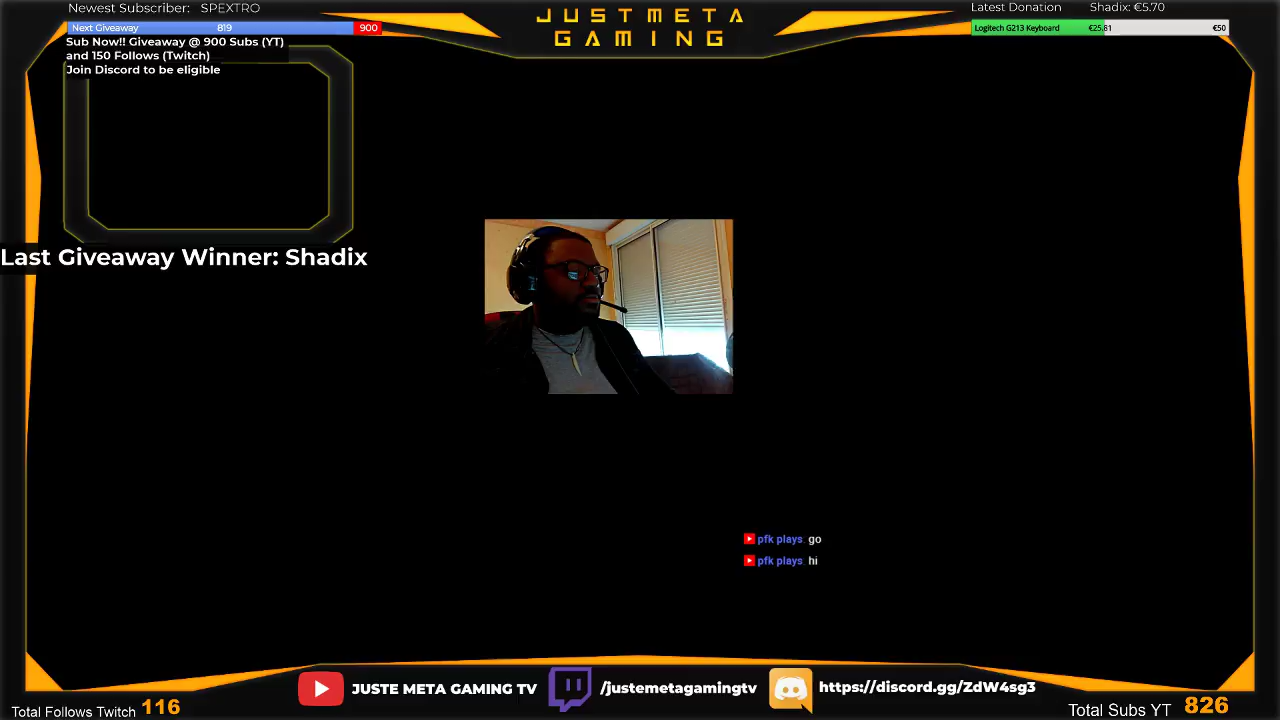 Newest Subscriber: SPEXTRO
Next Giveaway 819 900
Sub Now!! Giveaway @ 900 Subs (YT)
and 150 Follows (Twitch)
Join Discord to be eligible
JUSTMETA
GAMING
Latest Donation Shadix: €5.70
Logitech G213 Keyboard €25.81 €50
Last Giveaway Winner: Shadix
pfk plays go
pfk plays hi
JUSTE META GAMING TV
/justemetagamingtv
https://discord.gg/ZdW4sg3
Total Follows Twitch 116
Total Subs YT 826